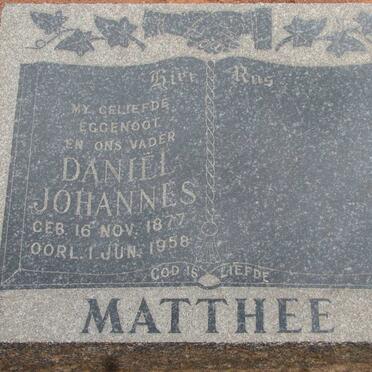 Hier Rus
MY GELIEFDE
EGGENOOT
EN ONS VADER
DANIËL
JOHANNES
GEB. 16 NOV. 1877
OORL. 1 JUN. 1958
GOD IS LIEFDE
MATTHEE